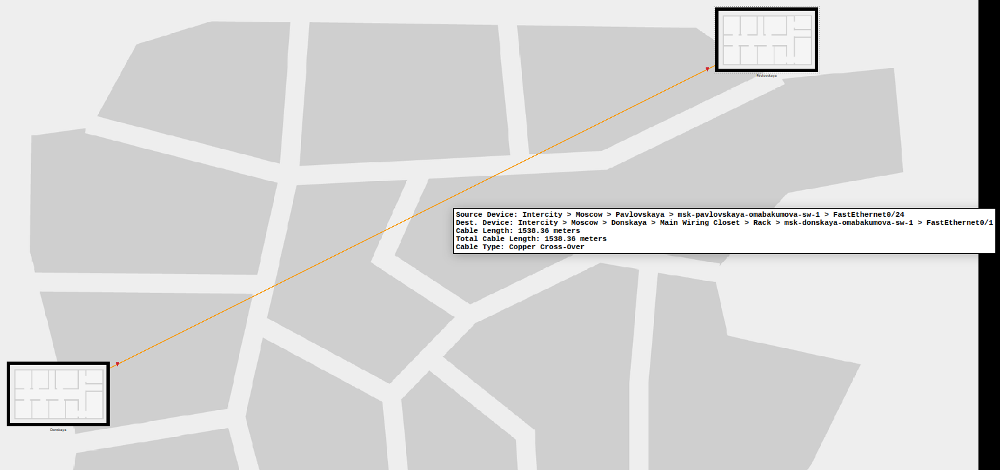 Pavlovskaya
Source Device: Intercity > Moscow > Pavlovskaya > msk-pavlovskaya-omabakumova-sw-1 > FastEthernet0/24
Dest. Device: Intercity > Moscow > Donskaya > Main Wiring Closet > Rack > msk-donskaya-omabakumova-sw-1 > FastEthernet0/1
Cable Length: 1538.36 meters
Total Cable Length: 1538.36 meters
Cable Type: Copper Cross-Over
Donskaya